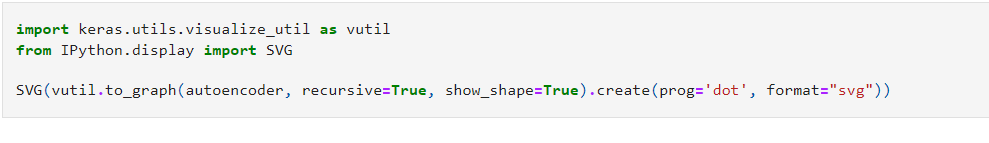 import keras.utils.visualize_util as vutil
from IPython.display import SVG
SVG(vutil.to_graph(autoencoder, recursive=True, show_shape=True).create(prog='dot', format="svg"))